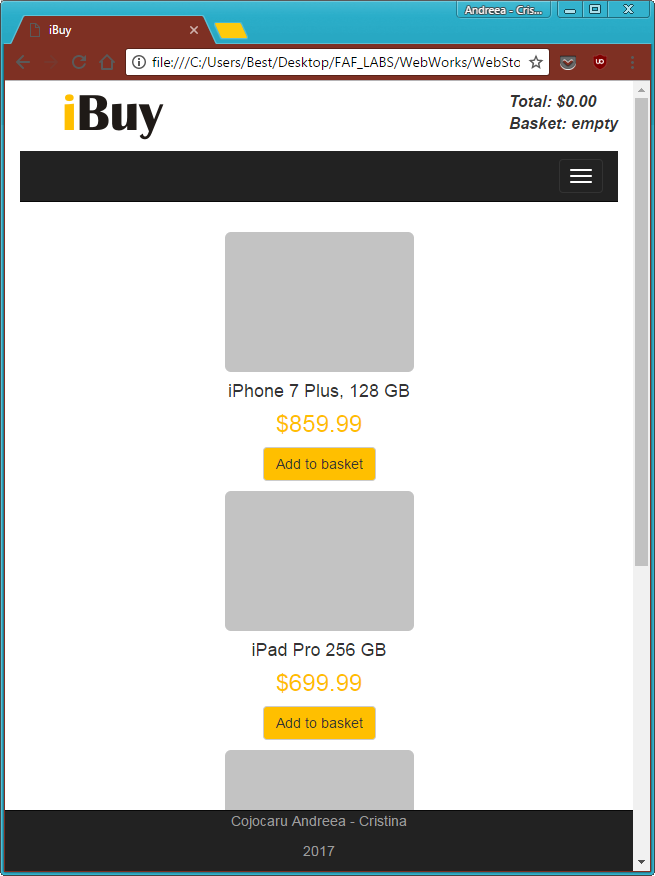 Andreea - Cris...
iBuy
file:///C:/Users/Best/Desktop/FAF_LABS/WebWorks/WebSto
iBuy
Total: $0.00
Basket: empty
iPhone 7 Plus, 128 GB
$859.99
Add to basket
iPad Pro 256 GB
$699.99
Add to basket
Cojocaru Andreea - Cristina
2017